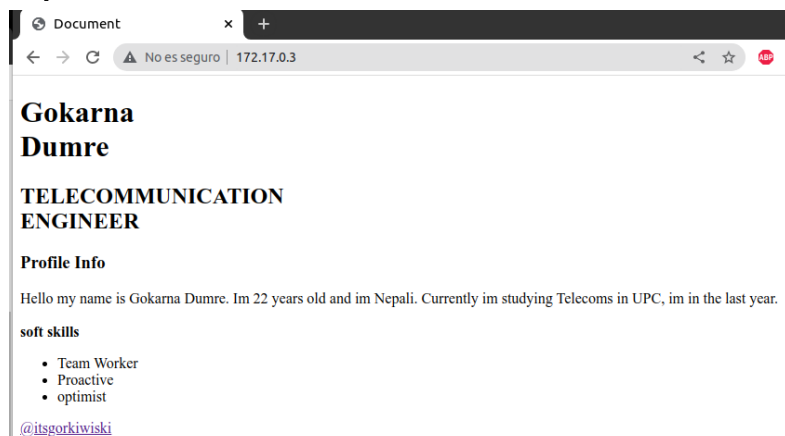 Document
No es seguro | 172.17.0.3
ABP
Gokarna
Dumre
TELECOMMUNICATION
ENGINEER
Profile Info
Hello my name is Gokarna Dumre. Im 22 years old and im Nepali. Currently im studying Telecoms in UPC, im in the last year.
soft skills
Team Worker
Proactive
optimist
@itsgorkiwiski